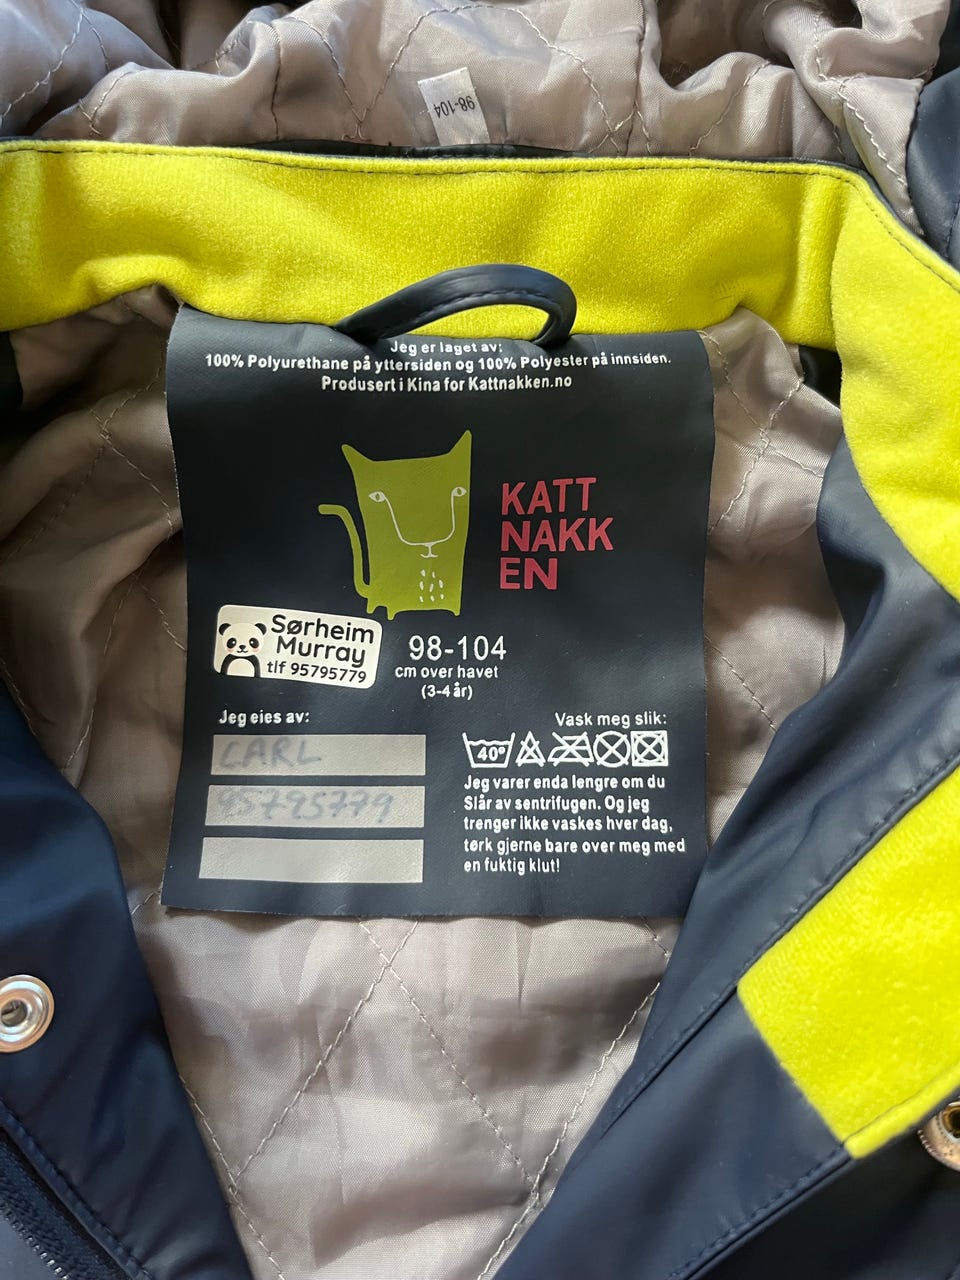 98-104
Jeg er laget av:
100% Polyurethane på yttersiden og 100% Polyester på innsiden.
Produsert i Kina for Kattnakken.no
KATT
NAKK
EN
Sørheim
Murray
tlf 95795779
98-104
cm over havet
(3-4 år)
Jeg eies av:
CARL
95795779
Vask meg slik:
40°
Jeg varer enda lengre om du
Slår av sentrifugen. Og jeg
trenger ikke vaskes hver dag,
tørk gjerne bare over meg med
en fuktig klut!